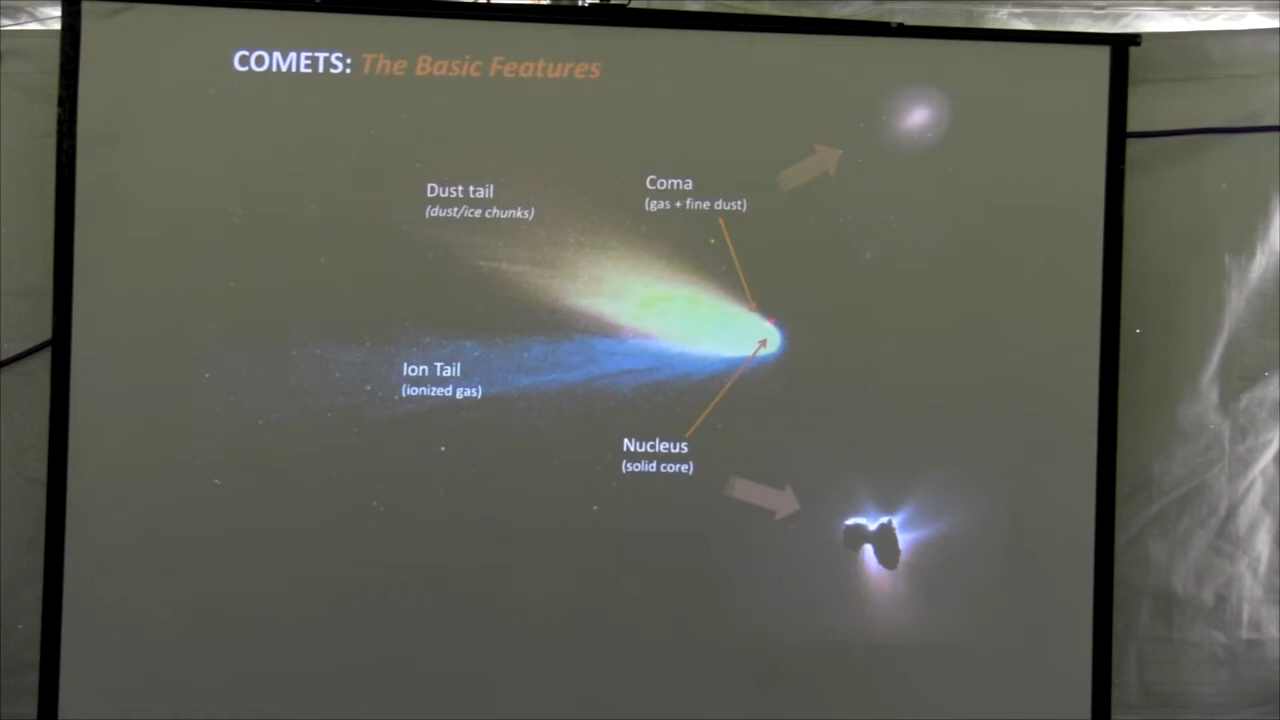 COMETS: The Basic Features
Dust tail
(dust/ice chunks)
Coma
(gas + fine dust)
Ion Tail
(ionized gas)
Nucleus
(solid core)